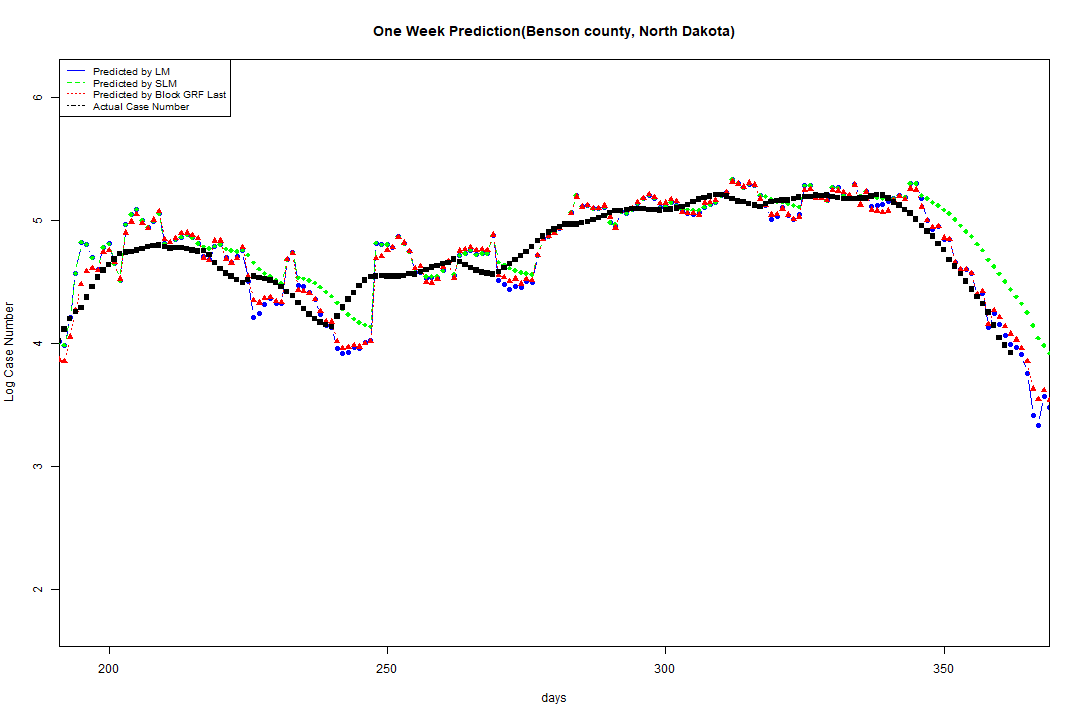 One Week Prediction(Benson county, North Dakota)
Predicted by LM
Predicted by SLM
Predicted by Block GRF Last
Actual Case Number
6
5
4
3
2
Log Case Number
200
250
300
350
days